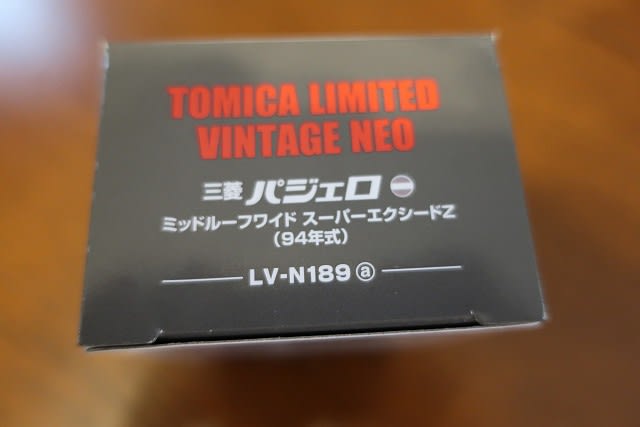 TOMICA LIMITED
VINTAGE NEO
三菱 パジェロ
ミッドルーフワイド スーパーエクシードZ
(94年式)
LV-N189 ⓐ